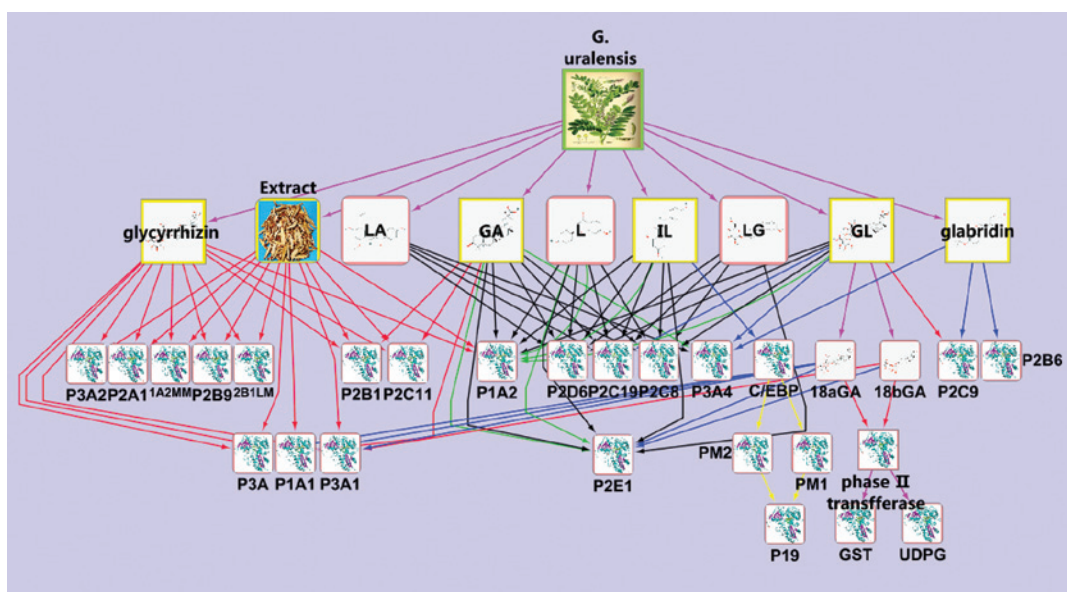 G.
uralensis
Extract
glycyrrhizin
LA
GA
L
IL
LG
GL
glabridin
P3A2
P2A1
1A2MM
P2B9
2B1LM
P2B1
P2C11
P1A2
P2D6
P2C19
P2C8
P3A4
C/EBP
18aGA
18bGA
P2C9
P2B6
P3A
P1A1
P3A1
P2E1
PM2
PM1
phase II
transfferase
P19
GST
UDPG